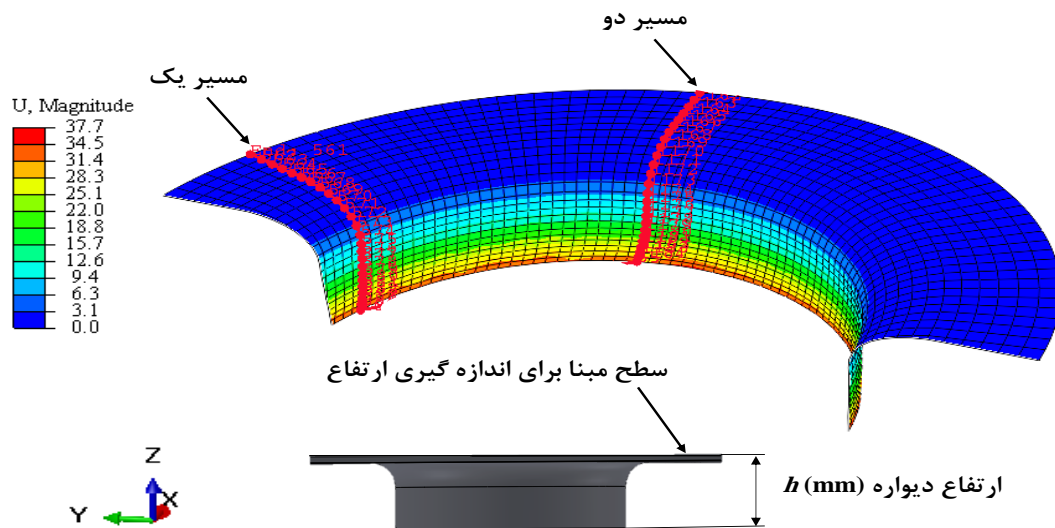 مسیر دو
مسیر یک
U, Magnitude
37.7
34.5
31.4
28.3
25.1
22.0
18.8
15.7
12.6
9.4
6.3
3.1
0.0
سطح مبنا برای اندازه گیری ارتفاع
ارتفاع دیواره h (mm)
Z
Y
X